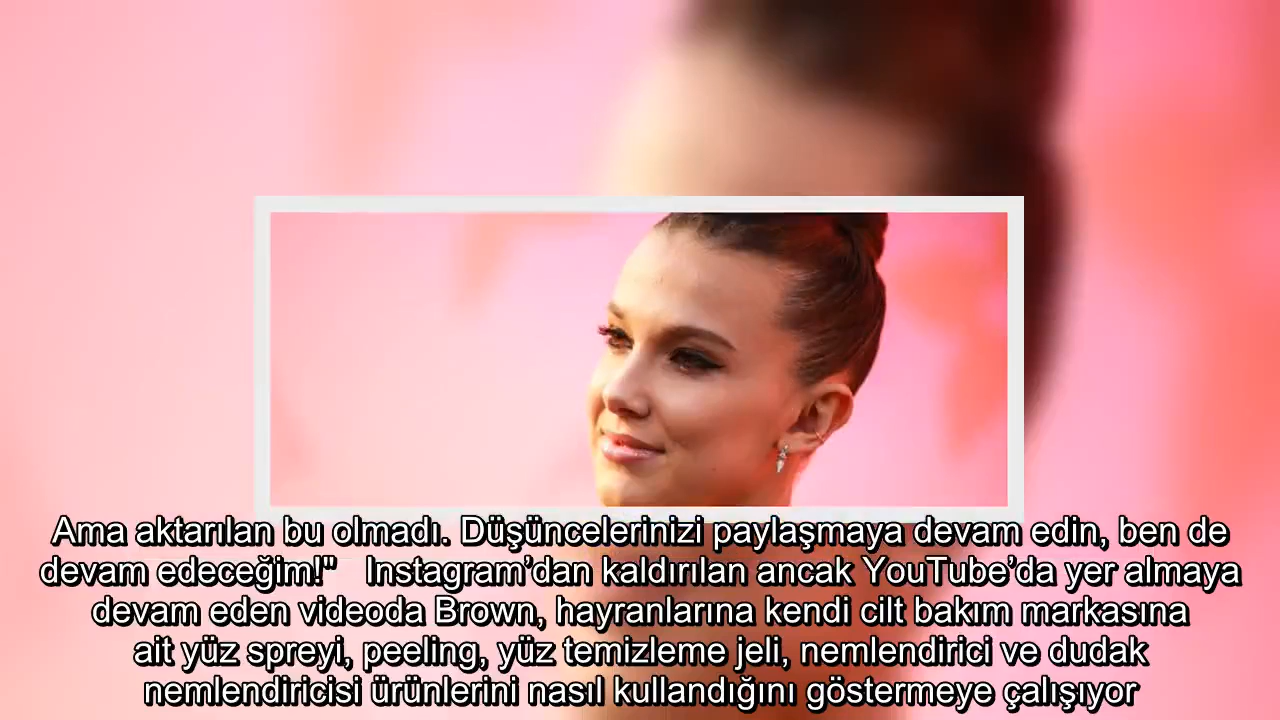 Ama aktarılan bu olmadı. Düşüncelerinizi paylaşmaya devam edin, ben de
devam edeceğim!" Instagram’dan kaldırılan ancak YouTube’da yer almaya
devam eden videoda Brown, hayranlarına kendi cilt bakım markasına
ait yüz spreyi, peeling, yüz temizleme jeli, nemlendirici ve dudak
nemlendiricisi ürünlerini nasıl kullandığını göstermeye çalışıyor